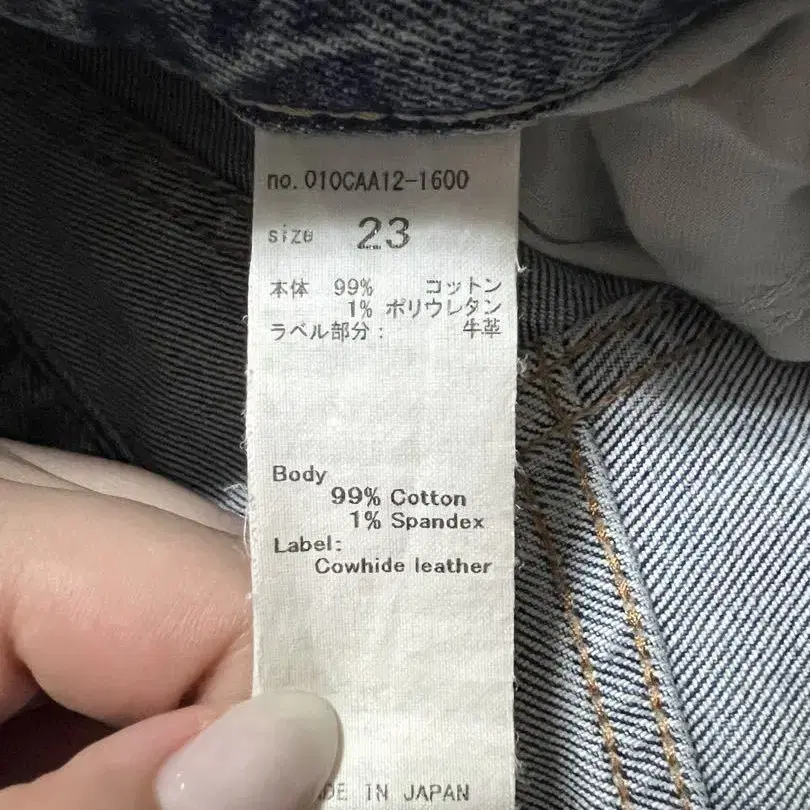 no. 010CAA12-1600
size 23
本体 99% コットン
1% ポリウレタン
ラベル部分: 牛革
Body
99% Cotton
1% Spandex
Label:
Cowhide leather
IN JAPAN